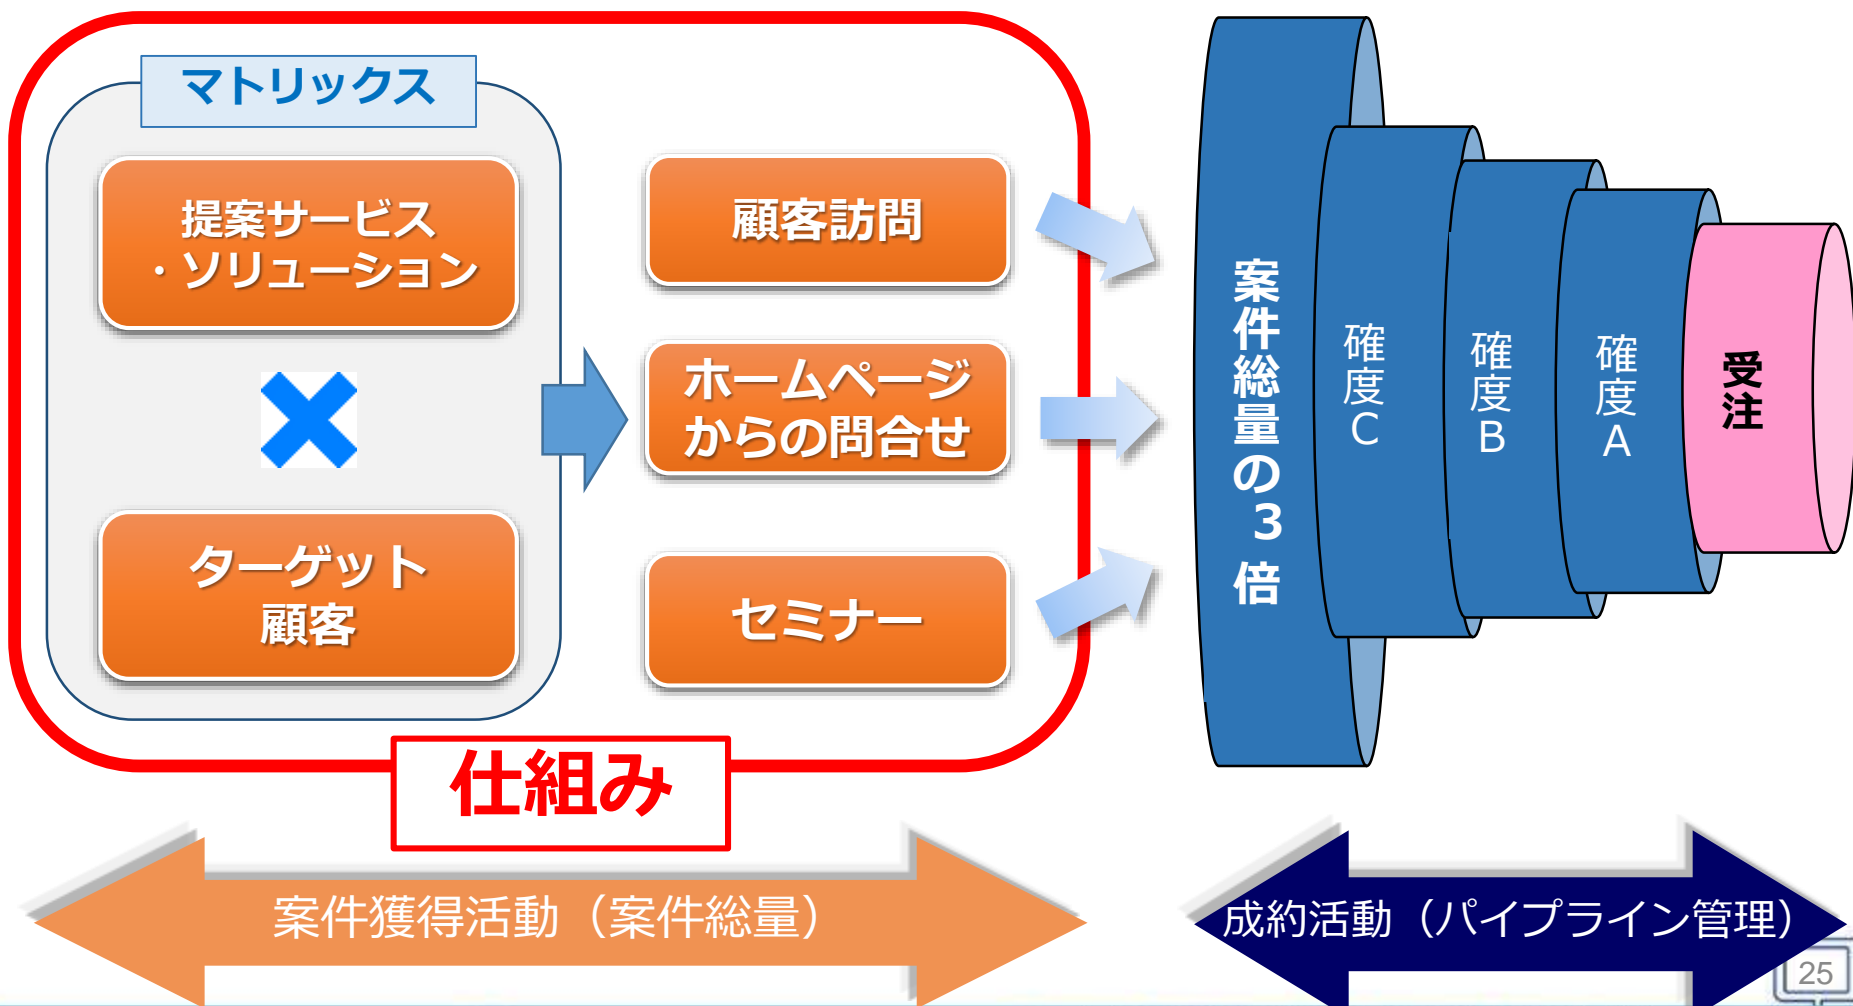 マトリックス
提案サービス
・ソリューション
ターゲット
顧客
顧客訪問
ホームページ
からの問合せ
セミナー
仕組み
案件総量の３倍
確度C
確度B
確度A
受注
案件獲得活動（案件総量）
成約活動（パイプライン管理）
25